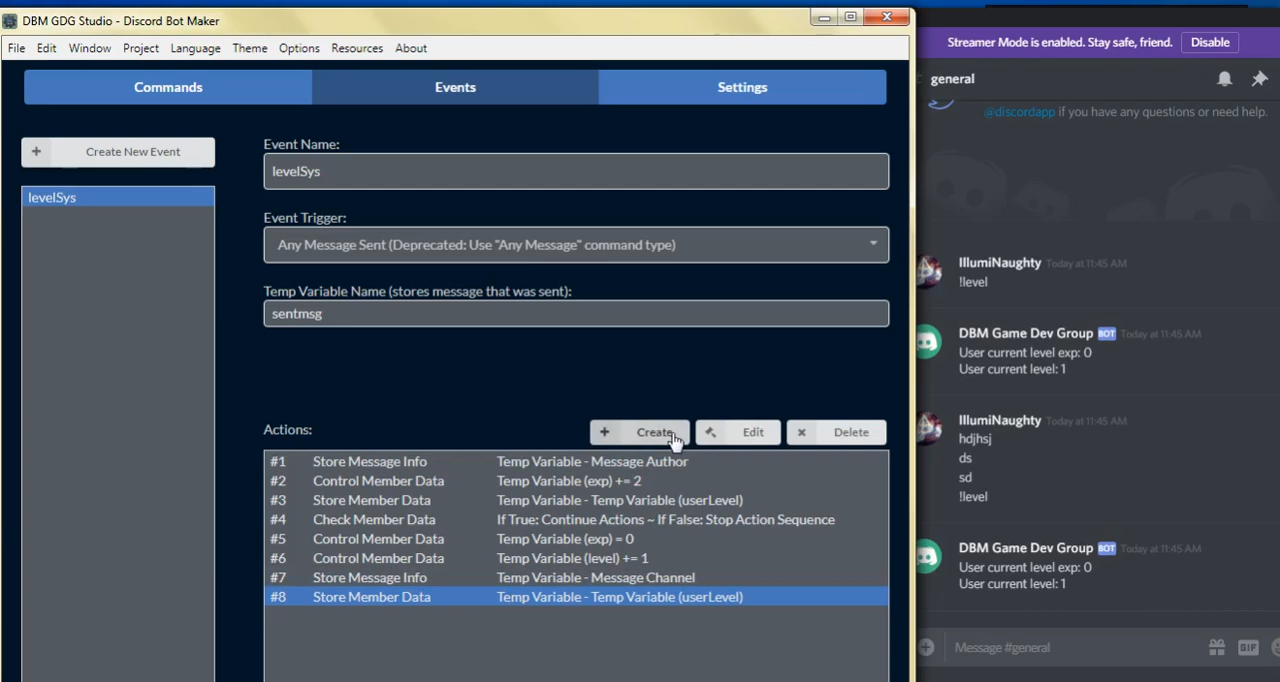 DBM GDG Studio - Discord Bot Maker
File Edit Window Project Language Theme Options Resources About
Commands Events Settings
+ Create New Event
levelSys
Event Name:
levelSys
Event Trigger:
Any Message Sent (Deprecated: Use "Any Message" command type)
Temp Variable Name (stores message that was sent):
sentmsg
Actions:
+ Create Edit × Delete
#1 Store Message Info Temp Variable - Message Author
#2 Control Member Data Temp Variable (exp) += 2
#3 Store Member Data Temp Variable - Temp Variable (userLevel)
#4 Check Member Data If True: Continue Actions ~ If False: Stop Action Sequence
#5 Control Member Data Temp Variable (exp) = 0
#6 Control Member Data Temp Variable (level) += 1
#7 Store Message Info Temp Variable - Message Channel
#8 Store Member Data Temp Variable - Temp Variable (userLevel)
Streamer Mode is enabled. Stay safe, friend. Disable
general
@discordapp if you have any questions or need help.
IllumiNaughty Today at 11:45 AM
!level
DBM Game Dev Group BOT Today at 11:45 AM
User current level exp: 0
User current level: 1
IllumiNaughty Today at 11:45 AM
hdjhsj
ds
sd
!level
DBM Game Dev Group BOT Today at 11:45 AM
User current level exp: 0
User current level: 1
Message #general
GIF